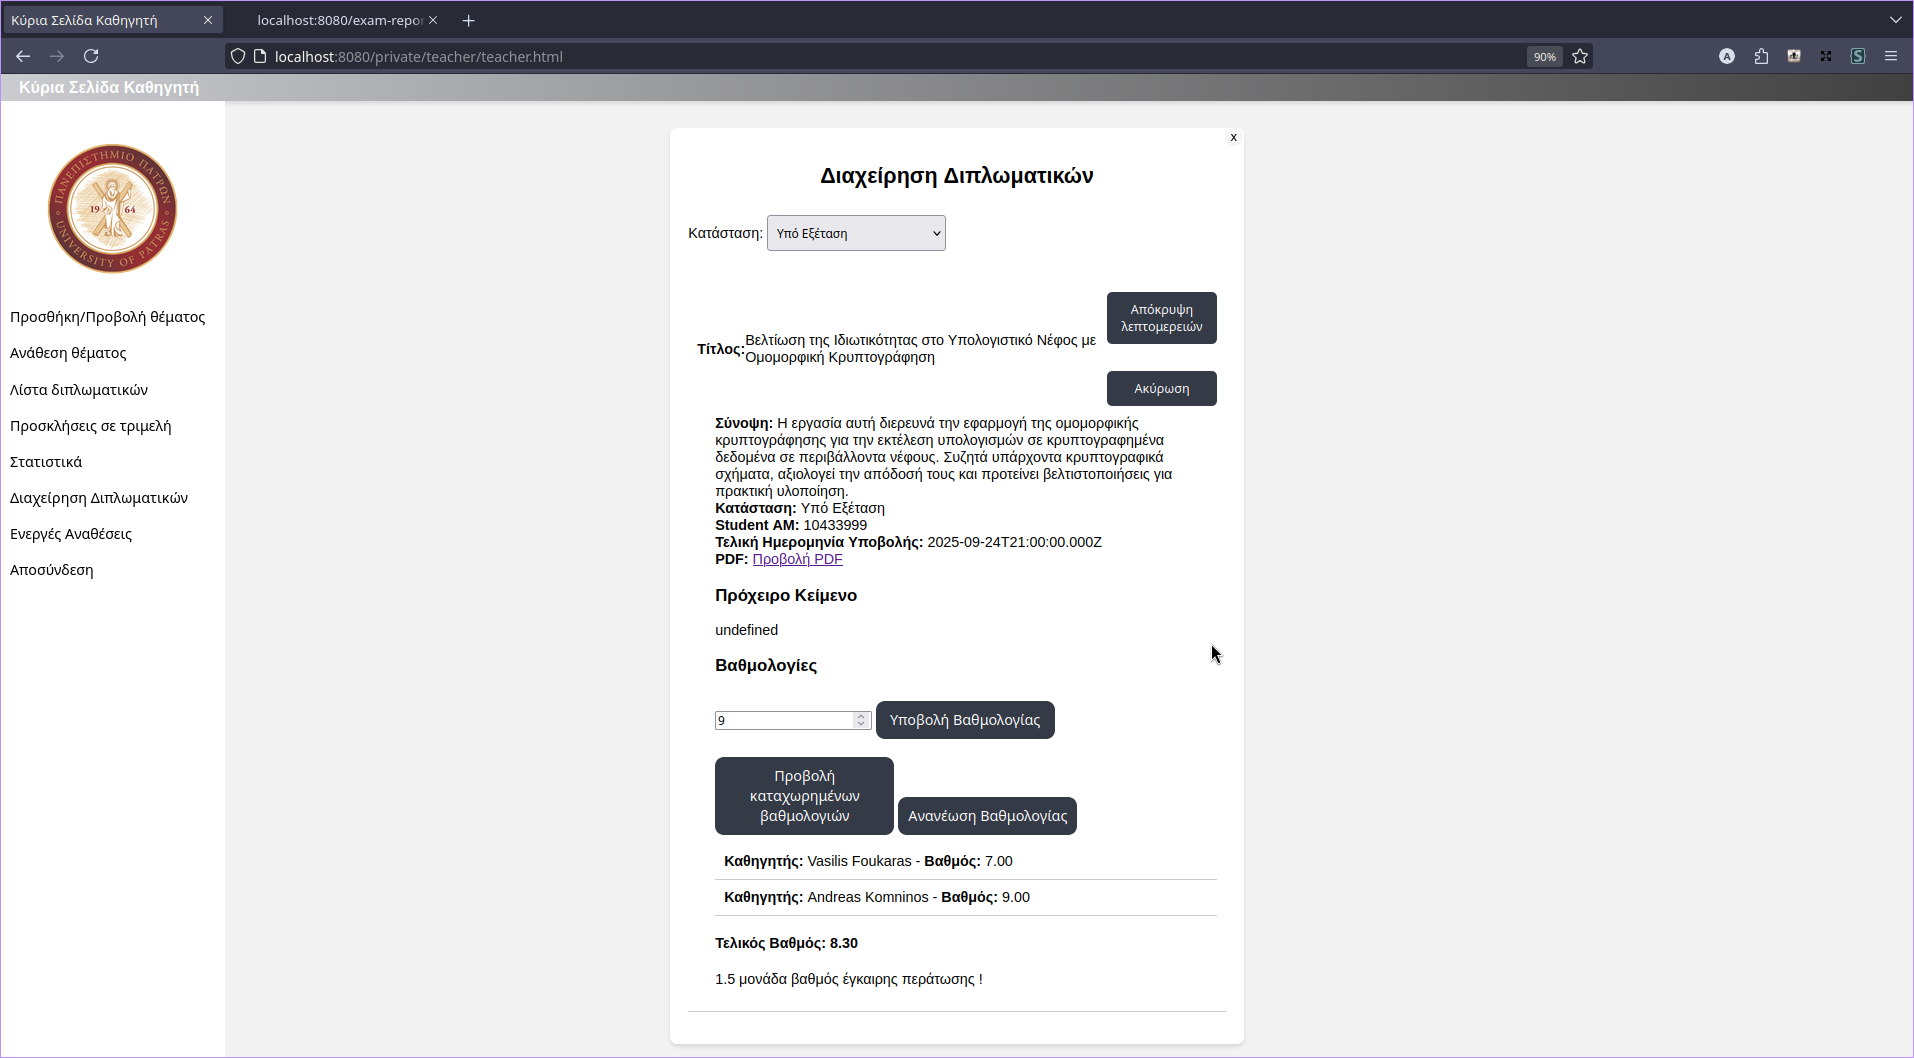 Κύρια Σελίδα Καθηγητή
localhost:8080/exam-repor
localhost:8080/private/teacher/teacher.html
90%
A
S
Κύρια Σελίδα Καθηγητή
x
ΠΑΝΕΠΙΣΤΗΜΙΟ ΠΑΤΡΩΝ
19 64
UNIVERSITY OF PATRAS
Προσθήκη/Προβολή θέματος
Ανάθεση θέματος
Λίστα διπλωματικών
Προσκλήσεις σε τριμελή
Στατιστικά
Διαχείρηση Διπλωματικών
Ενεργές Αναθέσεις
Αποσύνδεση
Διαχείρηση Διπλωματικών
Κατάσταση: Υπό Εξέταση
Απόκρυψη
λεπτομερειών
Τίτλος: Βελτίωση της Ιδιωτικότητας στο Υπολογιστικό Νέφος με
Ομομορφική Κρυπτογράφηση
Ακύρωση
Σύνοψη: Η εργασία αυτή διερευνά την εφαρμογή της ομομορφικής
κρυπτογράφησης για την εκτέλεση υπολογισμών σε κρυπτογραφημένα
δεδομένα σε περιβάλλοντα νέφους. Συζητά υπάρχοντα κρυπτογραφικά
σχήματα, αξιολογεί την απόδοσή τους και προτείνει βελτιστοποιήσεις για
πρακτική υλοποίηση.
Κατάσταση: Υπό Εξέταση
Student AM: 10433999
Τελική Ημερομηνία Υποβολής: 2025-09-24T21:00:00.000Z
PDF: Προβολή PDF
Πρόχειρο Κείμενο
undefined
Βαθμολογίες
9
Υποβολή Βαθμολογίας
Προβολή
καταχωρημένων
βαθμολογιών
Ανανέωση Βαθμολογίας
Καθηγητής: Vasilis Foukaras - Βαθμός: 7.00
Καθηγητής: Andreas Komninos - Βαθμός: 9.00
Τελικός Βαθμός: 8.30
1.5 μονάδα βαθμός έγκαιρης περάτωσης !